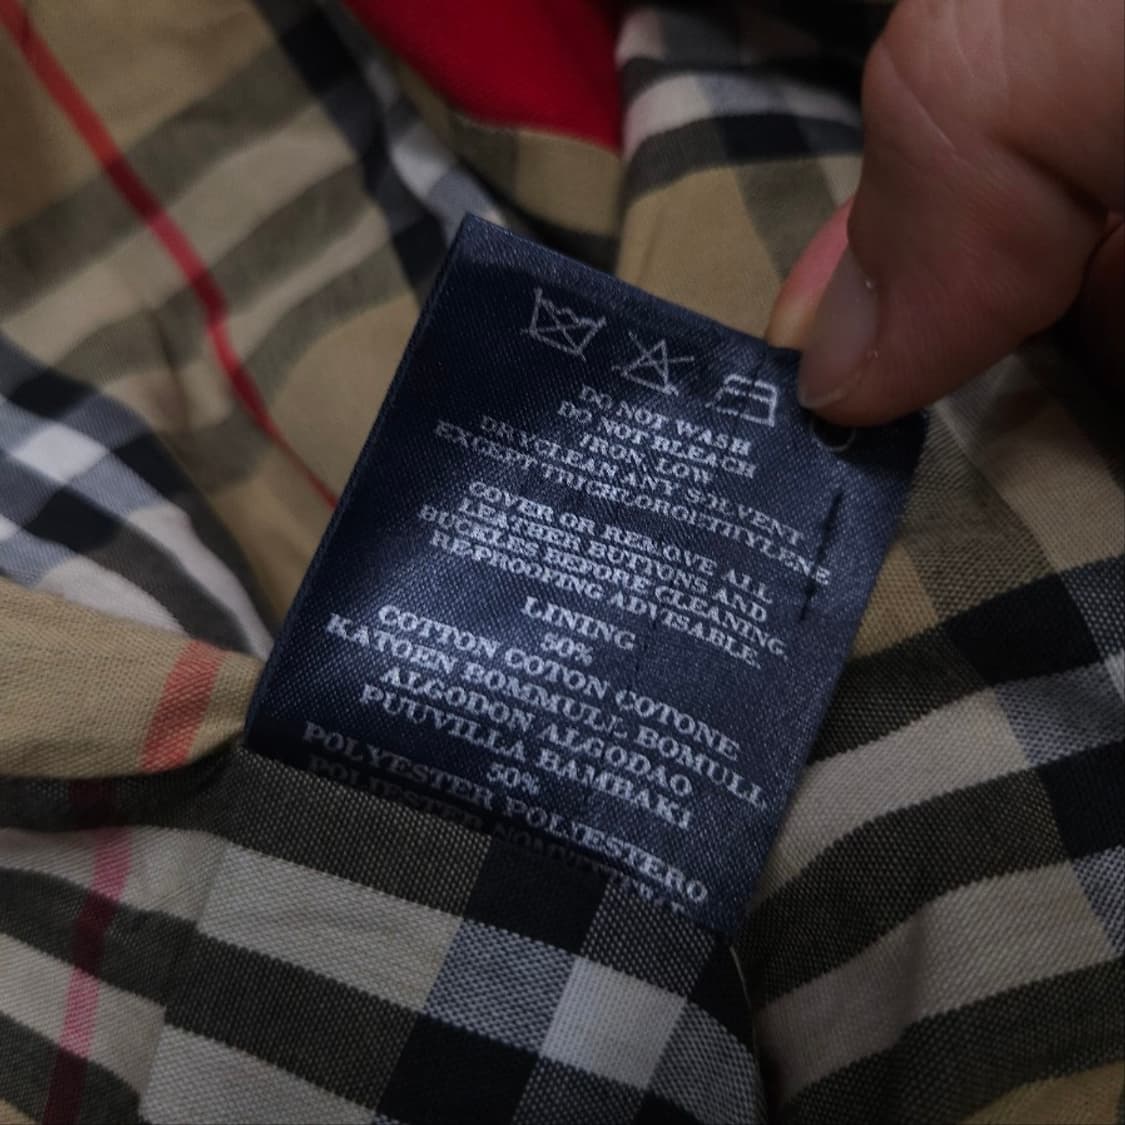 DO NOT WASH
DO NOT BLEACH
IRON, LOW
DRYCLEAN ANY SOLVENT
EXCEPT TRICHLOROETHYLENE
COVER OR REMOVE ALL
LEATHER BUTTONS AND
BUCKLES BEFORE CLEANING.
REPROOFING ADVISABLE.
LINING
50%
COTTON COTON COTONE
KATOEN BOMMULL BOMULL
ALGODON ALGODAO
PUUVILLA BAMBAKI
50%
POLYESTER POLYESTERO
POLIESTER